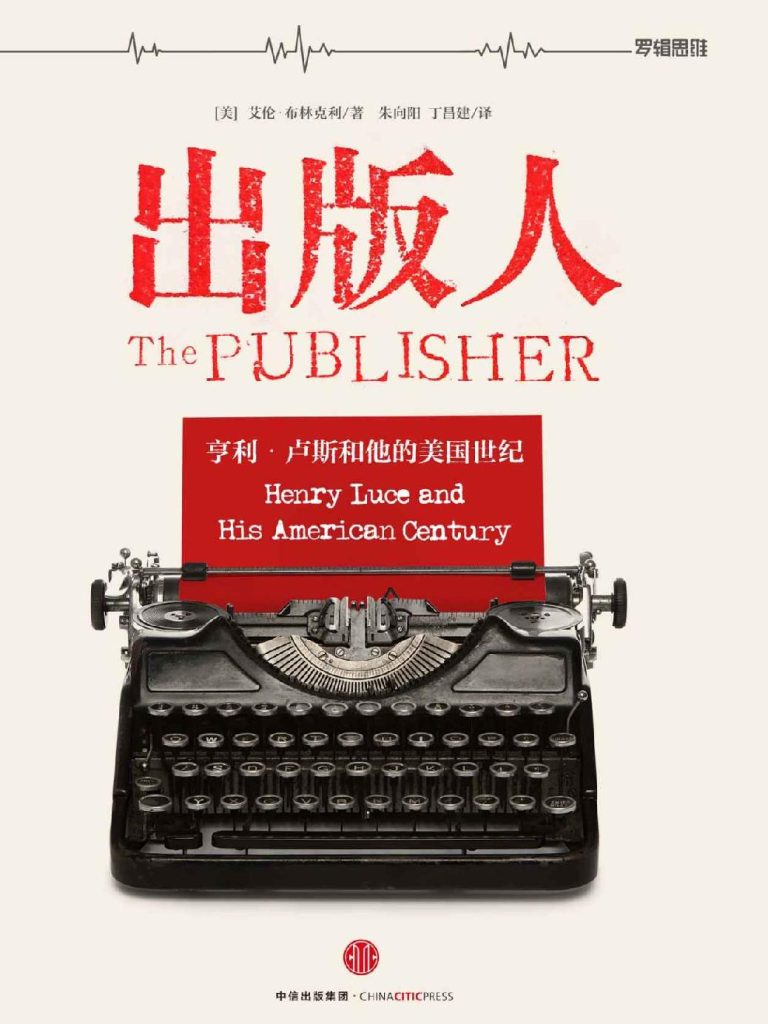 罗辑思维
[美] 艾伦·布林克利/著 朱向阳 丁昌建/译
出版人
The PUBLISHER
亨利·卢斯和他的美国世纪
Henry Luce and
His American Century
中信出版集团·CHINACITICPRESS